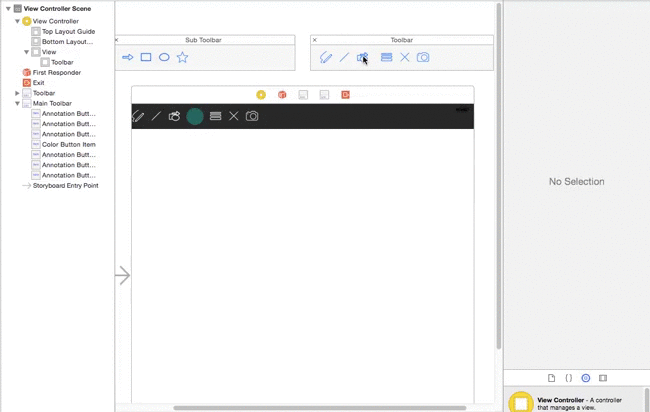 View Controller Scene
View Controller
Top Layout Guide
Bottom Layout...
View
Toolbar
First Responder
Exit
Toolbar
Main Toolbar
Annotation Butt...
Annotation Butt...
Annotation Butt...
Color Button Item
Annotation Butt...
Annotation Butt...
Annotation Butt...
Storyboard Entry Point
Sub Toolbar
Toolbar
No Selection
View Controller - A controller
that manages a view.